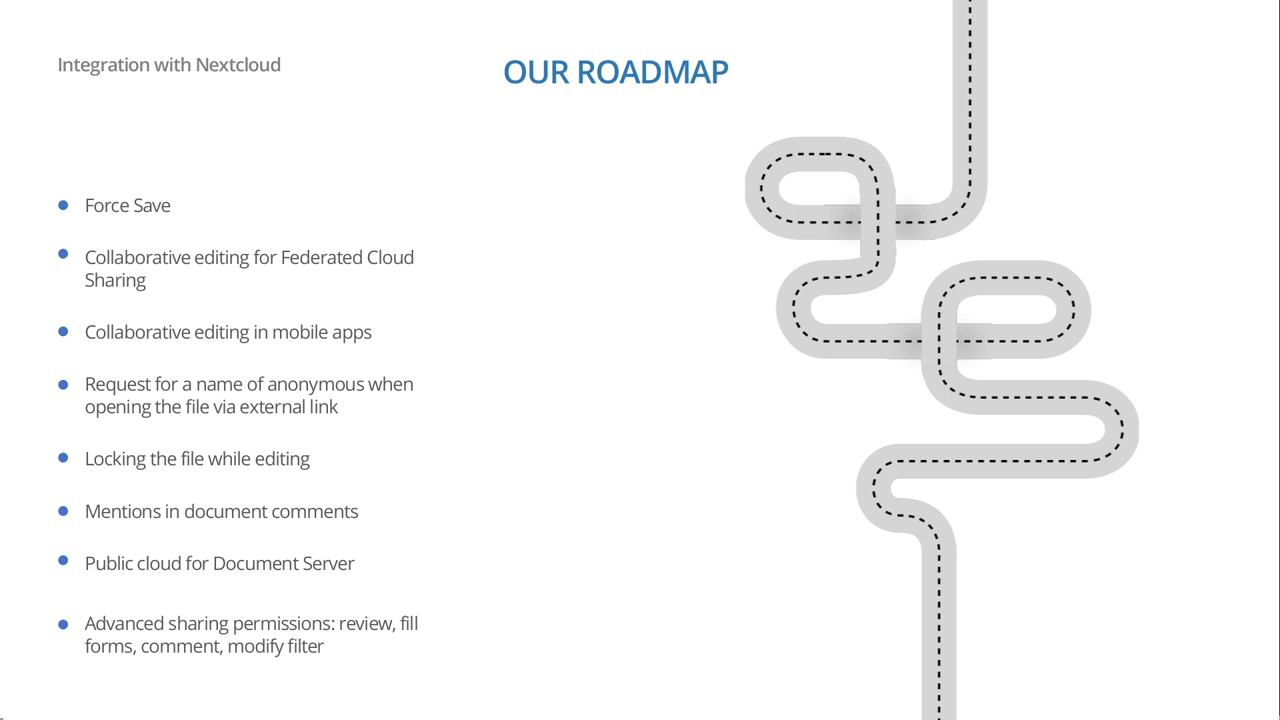 Integration with Nextcloud
OUR ROADMAP
Force Save
Collaborative editing for Federated Cloud
Sharing
Collaborative editing in mobile apps
Request for a name of anonymous when
opening the file via external link
Locking the file while editing
Mentions in document comments
Public cloud for Document Server
Advanced sharing permissions: review, fill
forms, comment, modify filter